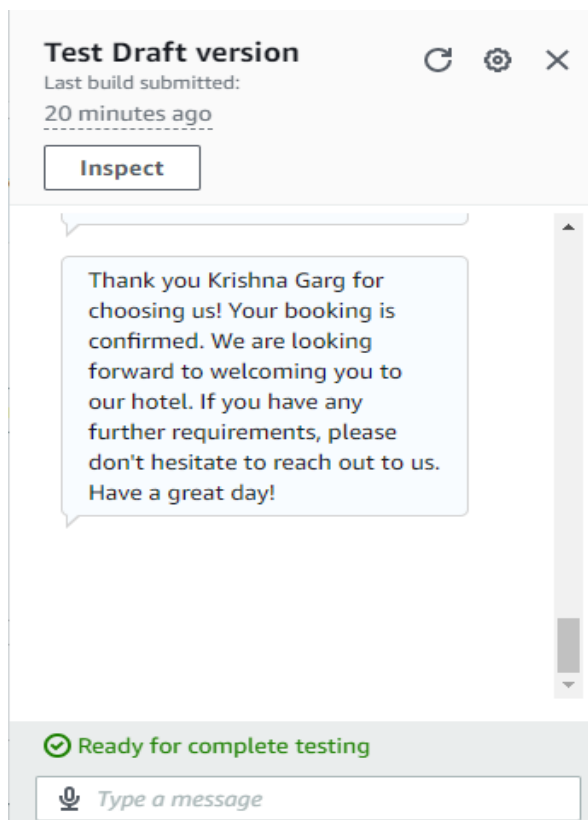 Test Draft version
Last build submitted:
20 minutes ago
Inspect
Thank you Krishna Garg for
choosing us! Your booking is
confirmed. We are looking
forward to welcoming you to
our hotel. If you have any
further requirements, please
don't hesitate to reach out to us.
Have a great day!
Ready for complete testing
Type a message